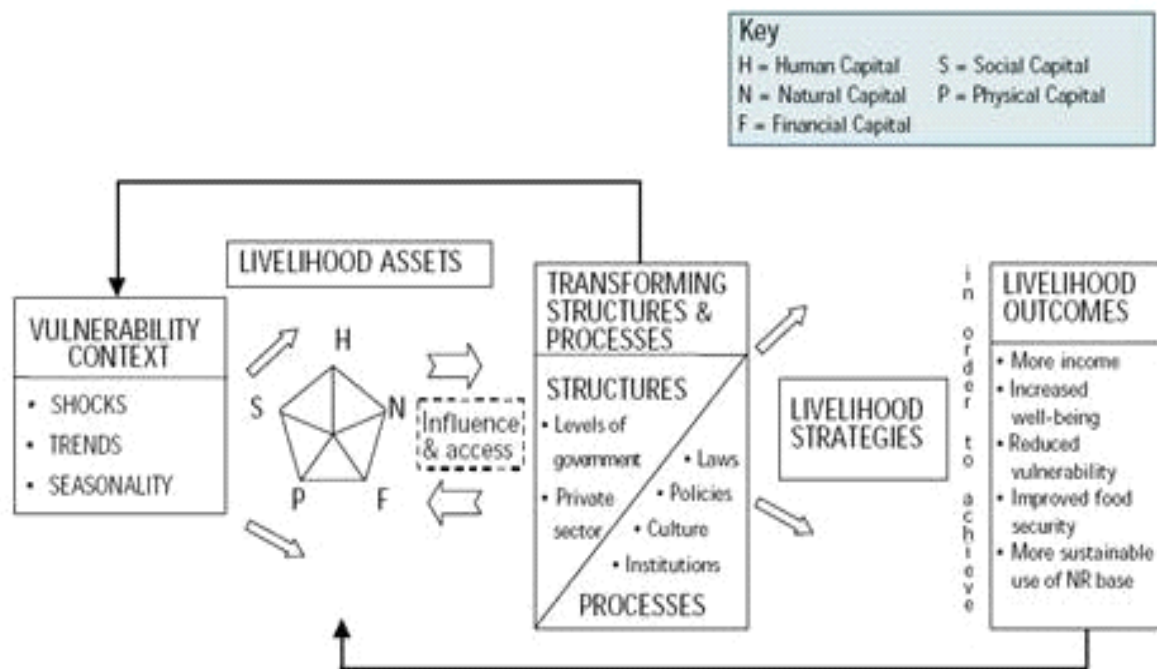 Key
H = Human Capital S = Social Capital
N = Natural Capital P = Physical Capital
F = Financial Capital
LIVELIHOOD ASSETS
VULNERABILITY
CONTEXT
• SHOCKS
• TRENDS
• SEASONALITY
H
S
N
P
F
Influence
& access
TRANSFORMING
STRUCTURES &
PROCESSES
STRUCTURES
• Levels of
government
• Private
sector
• Laws
• Policies
• Culture
• Institutions
PROCESSES
LIVELIHOOD
STRATEGIES
in order to achieve
LIVELIHOOD
OUTCOMES
• More income
• Increased
well-being
• Reduced
vulnerability
• Improved food
security
• More sustainable
use of NR base